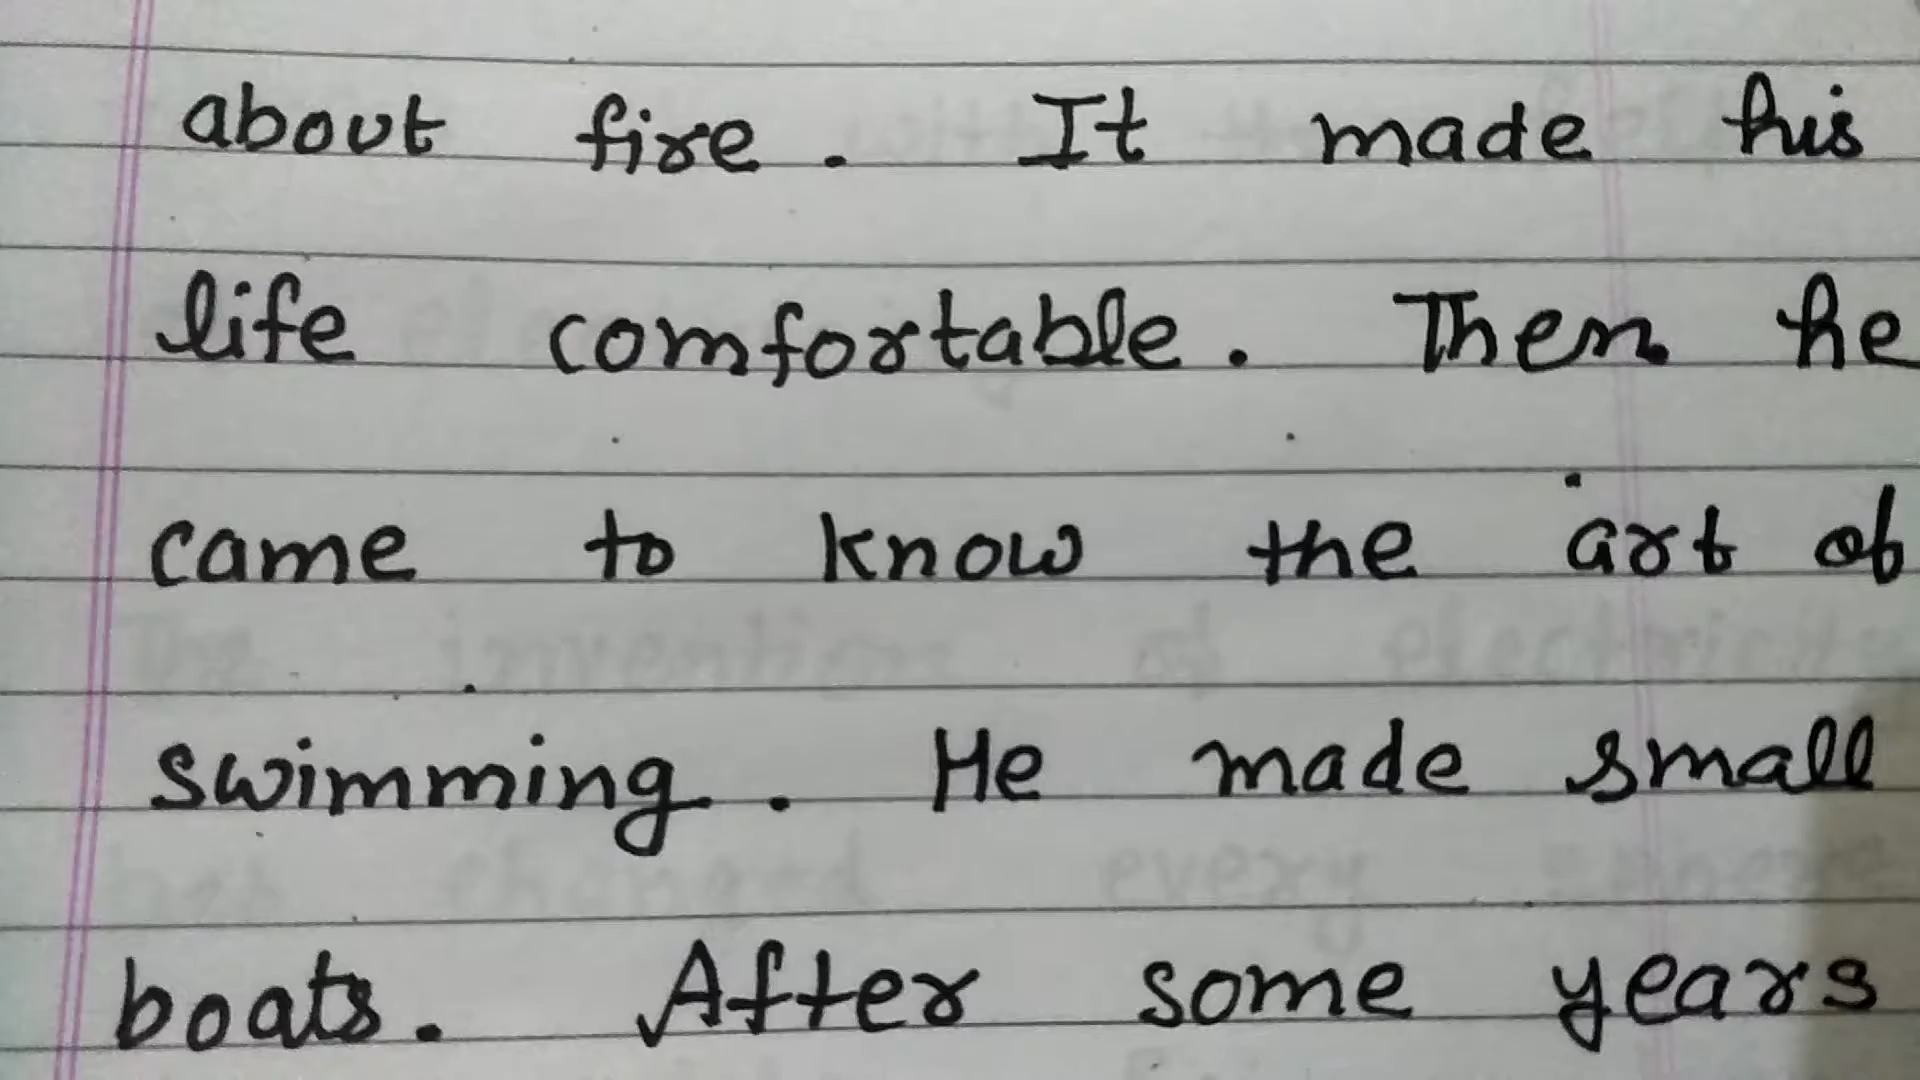 about fire. It made his
life comfortable. Then he
came to know the art of
swimming. He made small
boats. After some years